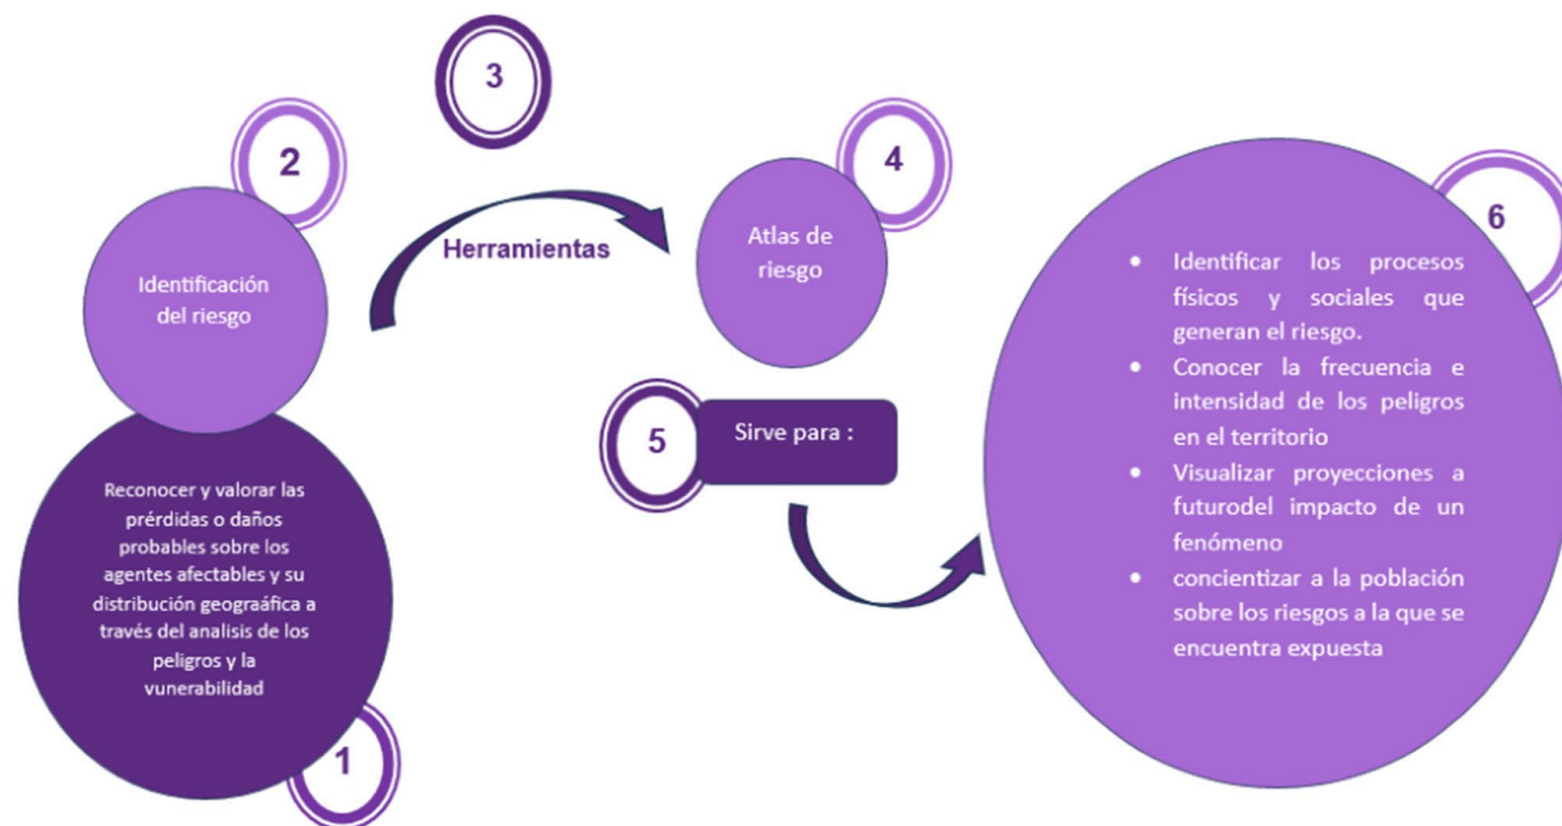 3
2
4
6
Herramientas
Atlas de
riesgo
Identificación
del riesgo
• Identificar los procesos
físicos y sociales que
generan el riesgo.
• Conocer la frecuencia e
intensidad de los peligros
en el territorio
• Visualizar proyecciones a
futurodel impacto de un
fenómeno
• concientizar a la población
sobre los riesgos a la que se
encuentra expuesta
5
Sirve para :
Reconocer y valorar las
prérdidas o daños
probables sobre los
agentes afectables y su
distribución geograáfica a
través del analisis de los
peligros y la
vunerabilidad
1